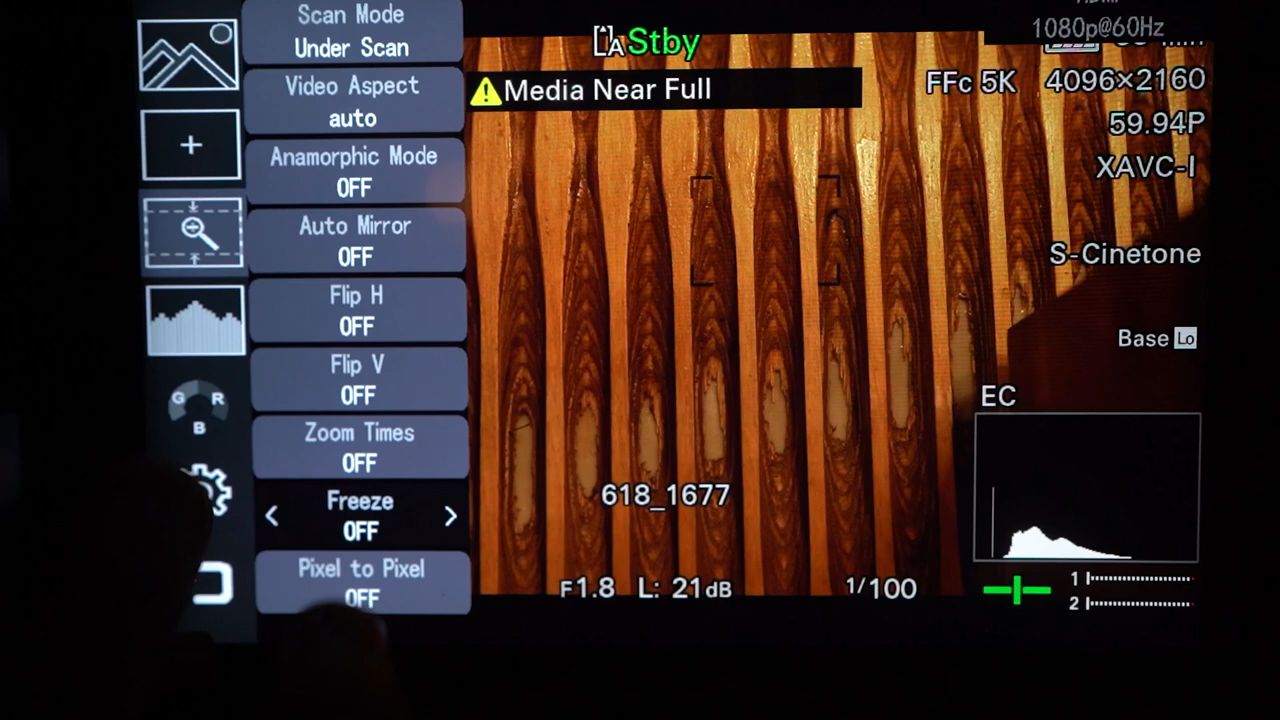 Scan Mode
Under Scan
Video Aspect
auto
Anamorphic Mode
OFF
Auto Mirror
OFF
Flip H
OFF
Flip V
OFF
Zoom Times
OFF
Freeze
< OFF >
Pixel to Pixel
OFF
G R
B
A Stby
Media Near Full
1080p@60Hz
min
FFc 5K 4096×2160
59.94P
XAVC-I
S-Cinetone
Base Lo
EC
618_1677
F1.8 L: 21dB 1/100
1
2